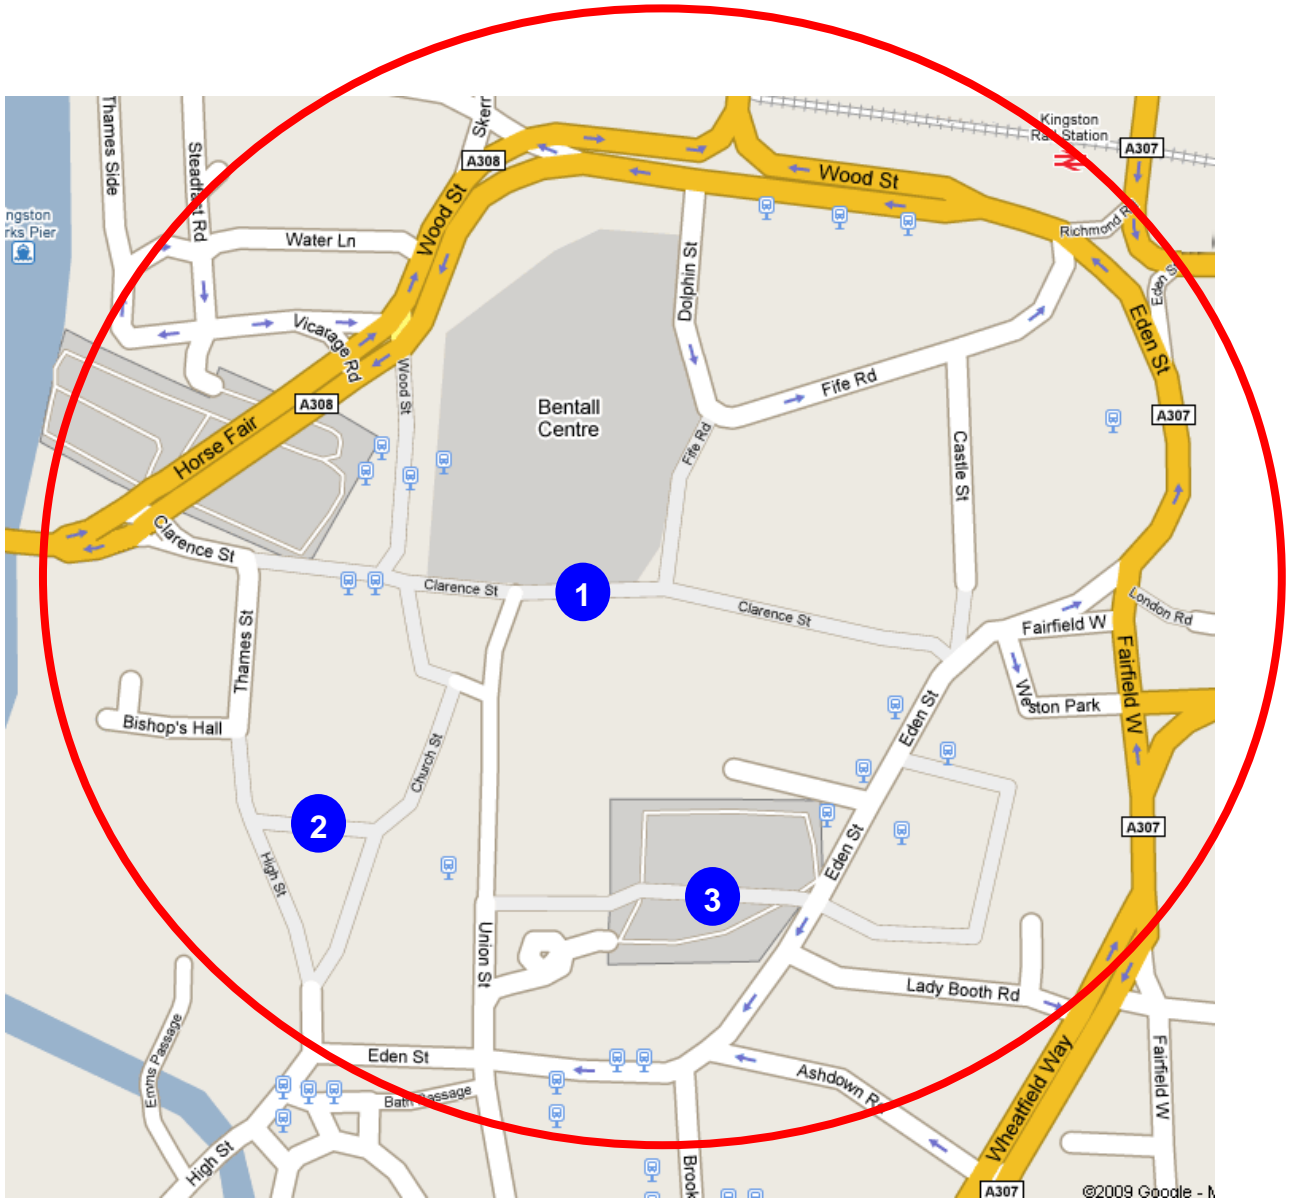 Thames Side
Steadfast Rd
Skerr
A308
Kingston
Rail Station
A307
Wood St
Wood St
ngston
rks Pier
Water Ln
Richmond R
Eden S
Dolphin St
Vicarage Rd
Eden St
Wood St
Fife Rd
A308
Bentall
Centre
A307
Horse Fair
Fife Rd
Castle St
Clarence St
Clarence St
1
Clarence St
London Rd
Fairfield W
Thames St
Fairfield W
Weston Park
Bishop's Hall
Eden St
Church St
2
A307
Eden St
High St
3
Union St
Lady Booth Rd
Emms Passage
Eden St
Ashdown R
Bath Passage
Wheatfield Way
Fairfield W
High St
Brook
A307
©2009 Google - M